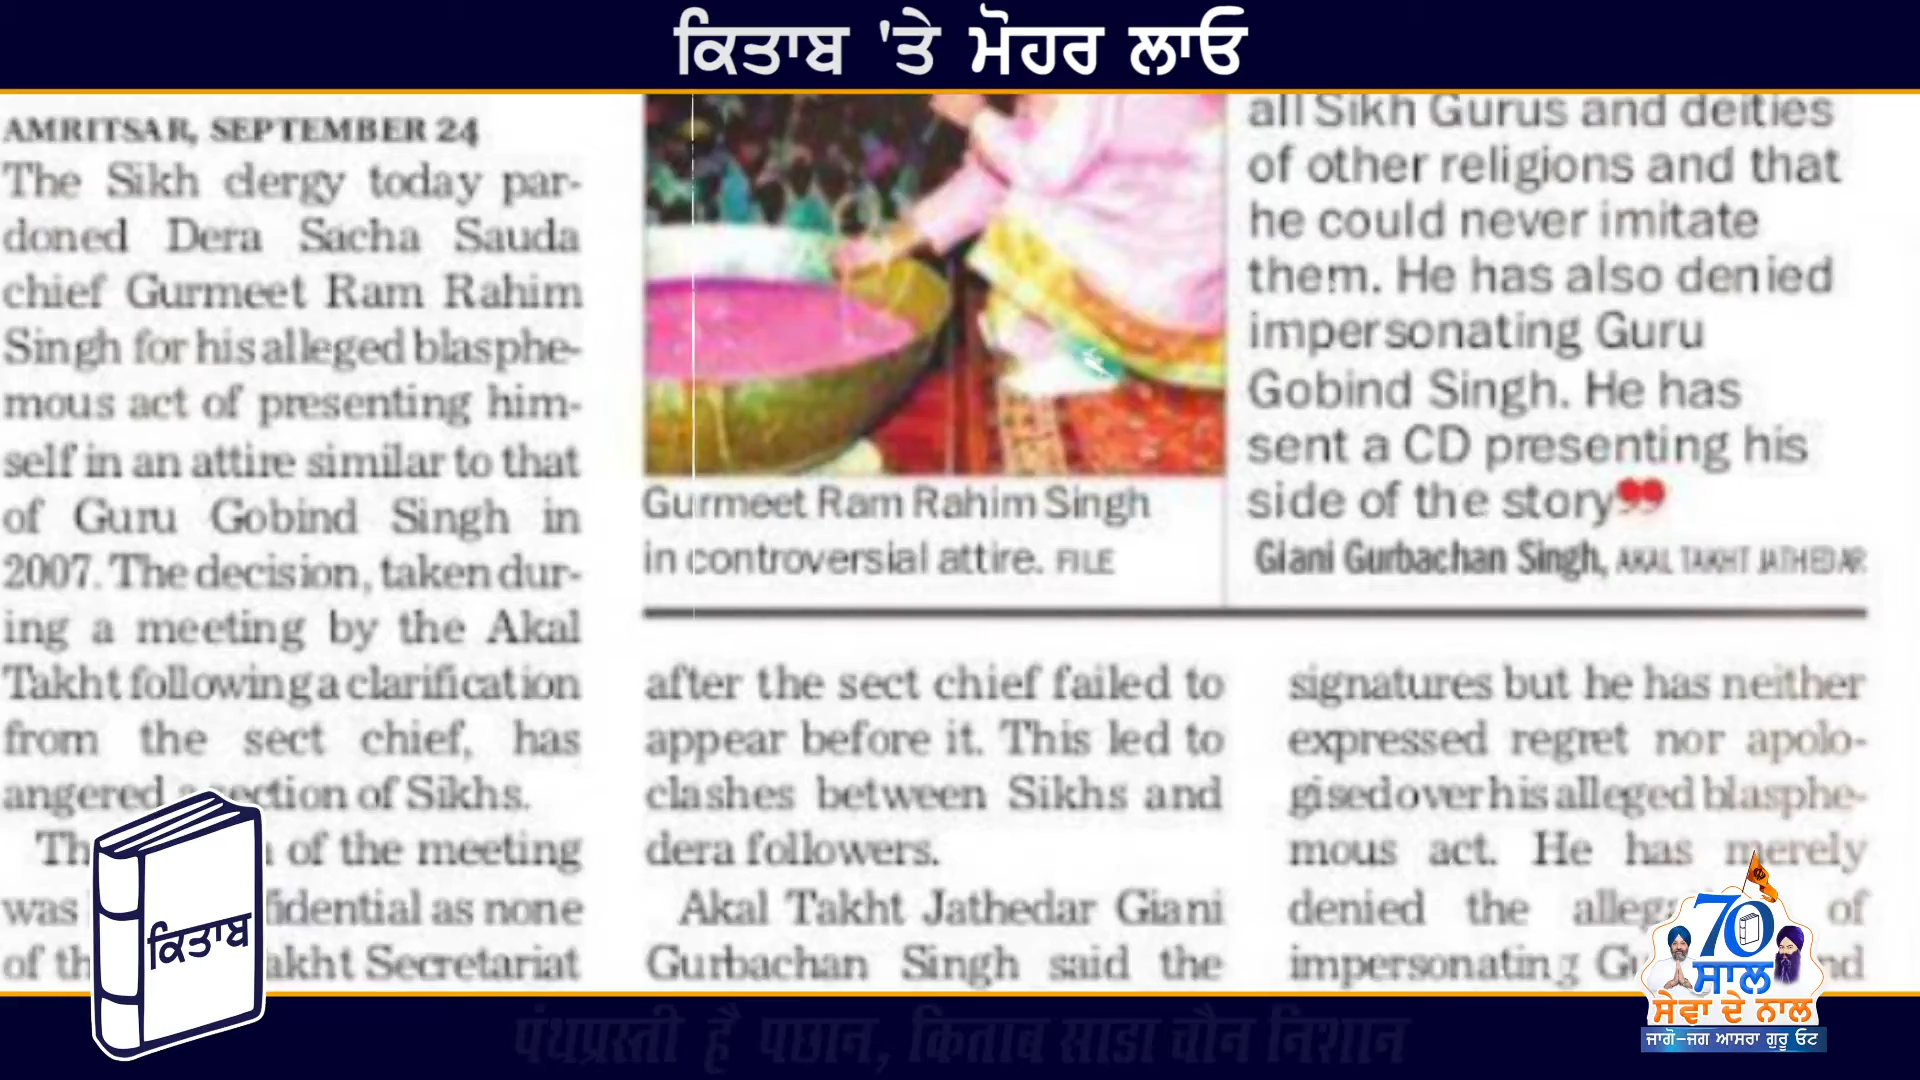 ਕਿਤਾਬ 'ਤੇ ਮੋਹਰ ਲਾਓ
AMRITSAR, SEPTEMBER 24
The Sikh clergy today par-
doned Dera Sacha Sauda
chief Gurmeet Ram Rahim
Singh for his alleged blasphe-
mous act of presenting him-
self in an attire similar to that
of Guru Gobind Singh in
2007. The decision, taken dur-
ing a meeting by the Akal
Takht following a clarification
from the sect chief, has
angered a section of Sikhs.
of the meeting
was fidential as none
of th akht Secretariat
Gurmeet Ram Rahim Singh
in controversial attire. FILE
all Sikh Gurus and deities
of other religions and that
he could never imitate
them. He has also denied
impersonating Guru
Gobind Singh. He has
sent a CD presenting his
side of the story”
Giani Gurbachan Singh, AKAL TAKHT JATHEDAR
after the sect chief failed to
appear before it. This led to
clashes between Sikhs and
dera followers.
Akal Takht Jathedar Giani
Gurbachan Singh said the
signatures but he has neither
expressed regret nor apolo-
gised over his alleged blasphe-
mous act. He has merely
denied the alleg of
impersonating Gu nd
ਕਿਤਾਬ
70
ਸਾਲ
ਸੇਵਾ ਦੇ ਨਾਲ
ਜਾਗੋ-ਜਗ ਆਸਰਾ ਗੁਰੂ ਓਟ
पंथप्रस्ती है पछान, किताब साडा चौन निशान